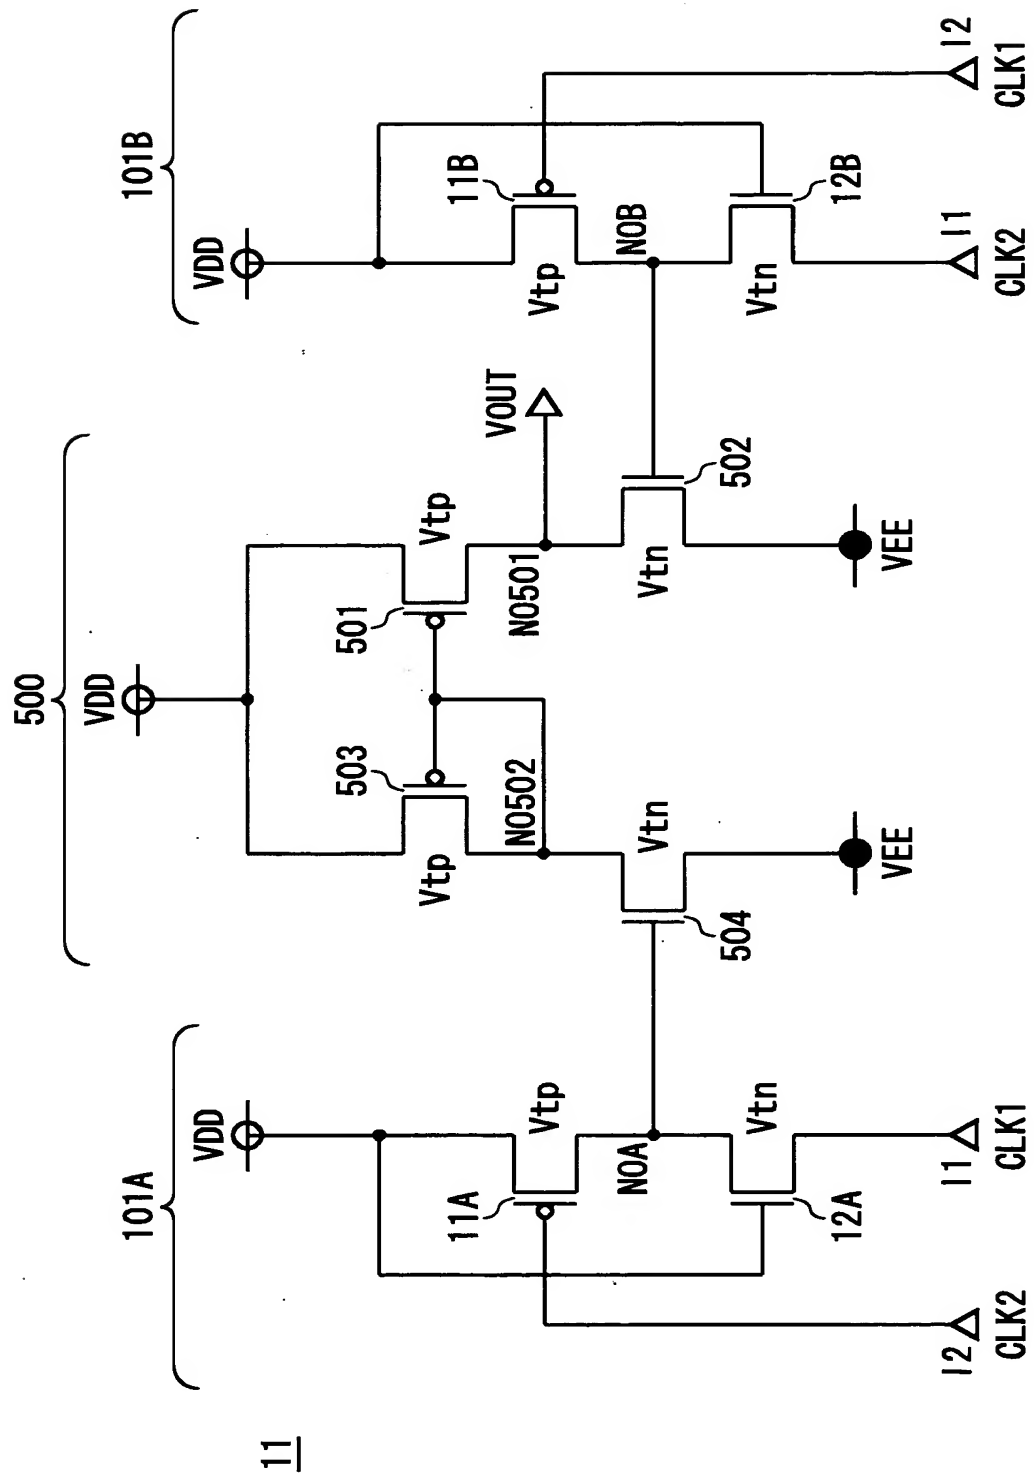 11
101A
500
101B
VDD
VDD
VDD
11A
Vtp
503
Vtp
501
Vtp
11B
Vtp
NOA
NO502
NO501
VOUT
NOB
12A
Vtn
504
Vtn
Vtn
502
Vtn
12B
I2
I1
VEE
VEE
I1
I2
CLK2
CLK1
CLK2
CLK1